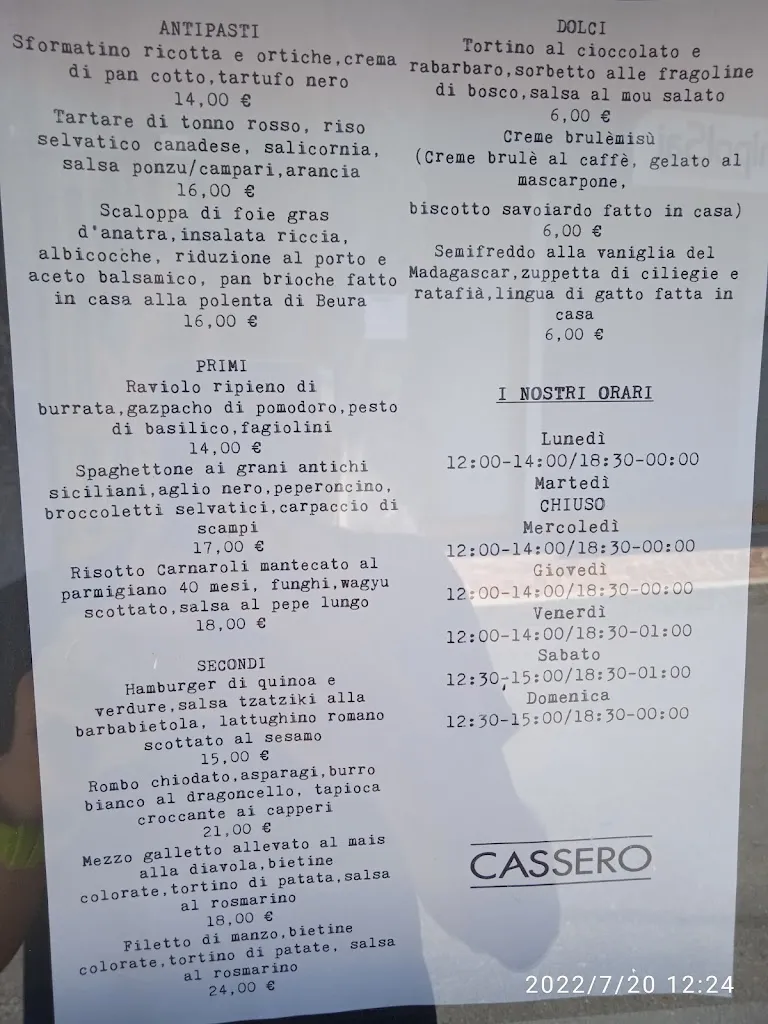 ANTIPASTI
Sformatino ricotta e ortiche,crema
di pan cotto,tartufo nero
14,00 €
Tartare di tonno rosso, riso
selvatico canadese, salicornia,
salsa ponzu/campari,arancia
16,00 €
Scaloppa di foie gras
d'anatra,insalata riccia,
albicocche, riduzione al porto e
aceto balsamico, pan brioche fatto
in casa alla polenta di Beura
16,00 €
PRIMI
Raviolo ripieno di
burrata,gazpacho di pomodoro,pesto
di basilico,fagiolini
14,00 €
Spaghettone ai grani antichi
siciliani,aglio nero,peperoncino,
broccoletti selvatici,carpaccio di
scampi
17,00 €
Risotto Carnaroli mantecato al
parmigiano 40 mesi, funghi,wagyu
scottato,salsa al pepe lungo
18,00 €
SECONDI
Hamburger di quinoa e
verdure,salsa tzatziki alla
barbabietola, lattughino romano
scottato al sesamo
15,00 €
Rombo chiodato,asparagi,burro
bianco al dragoncello, tapioca
croccante ai capperi
21,00 €
Mezzo galletto allevato al mais
alla diavola,bietine
colorate,tortino di patata,salsa
al rosmarino
18,00 €
Filetto di manzo,bietine
colorate,tortino di patate, salsa
al rosmarino
24,00 €
DOLCI
Tortino al cioccolato e
rabarbaro,sorbetto alle fragoline
di bosco,salsa al mou salato
6,00 €
Creme brulèmisù
(Creme brulè al caffè, gelato al
mascarpone,
biscotto savoiardo fatto in casa)
6,00 €
Semifreddo alla vaniglia del
Madagascar,zuppetta di ciliegie e
ratafià,lingua di gatto fatta in
casa
6,00 €
I NOSTRI ORARI
Lunedì
12:00-14:00/18:30-00:00
Martedì
CHIUSO
Mercoledì
12:00-14:00/18:30-00:00
Giovedì
12:00-14:00/18:30-00:00
Venerdì
12:00-14:00/18:30-01:00
Sabato
12:30-15:00/18:30-01:00
Domenica
12:30-15:00/18:30-00:00
CASSERO
2022/7/20 12:24